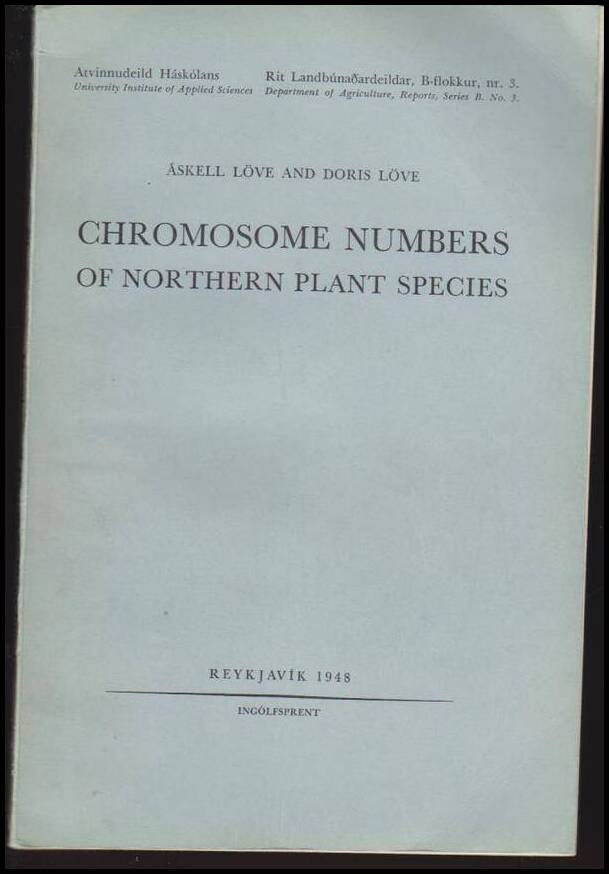 Atvinnudeild Háskólans
University Institute of Applied Sciences
Rit Landbúnaðardeildar, B-flokkur, nr. 3.
Department of Agriculture, Reports, Series B. No. 3.
ÁSKELL LÖVE AND DORIS LÖVE
CHROMOSOME NUMBERS
OF NORTHERN PLANT SPECIES
REYKJAVÍK 1948
INGÓLFSPRENT